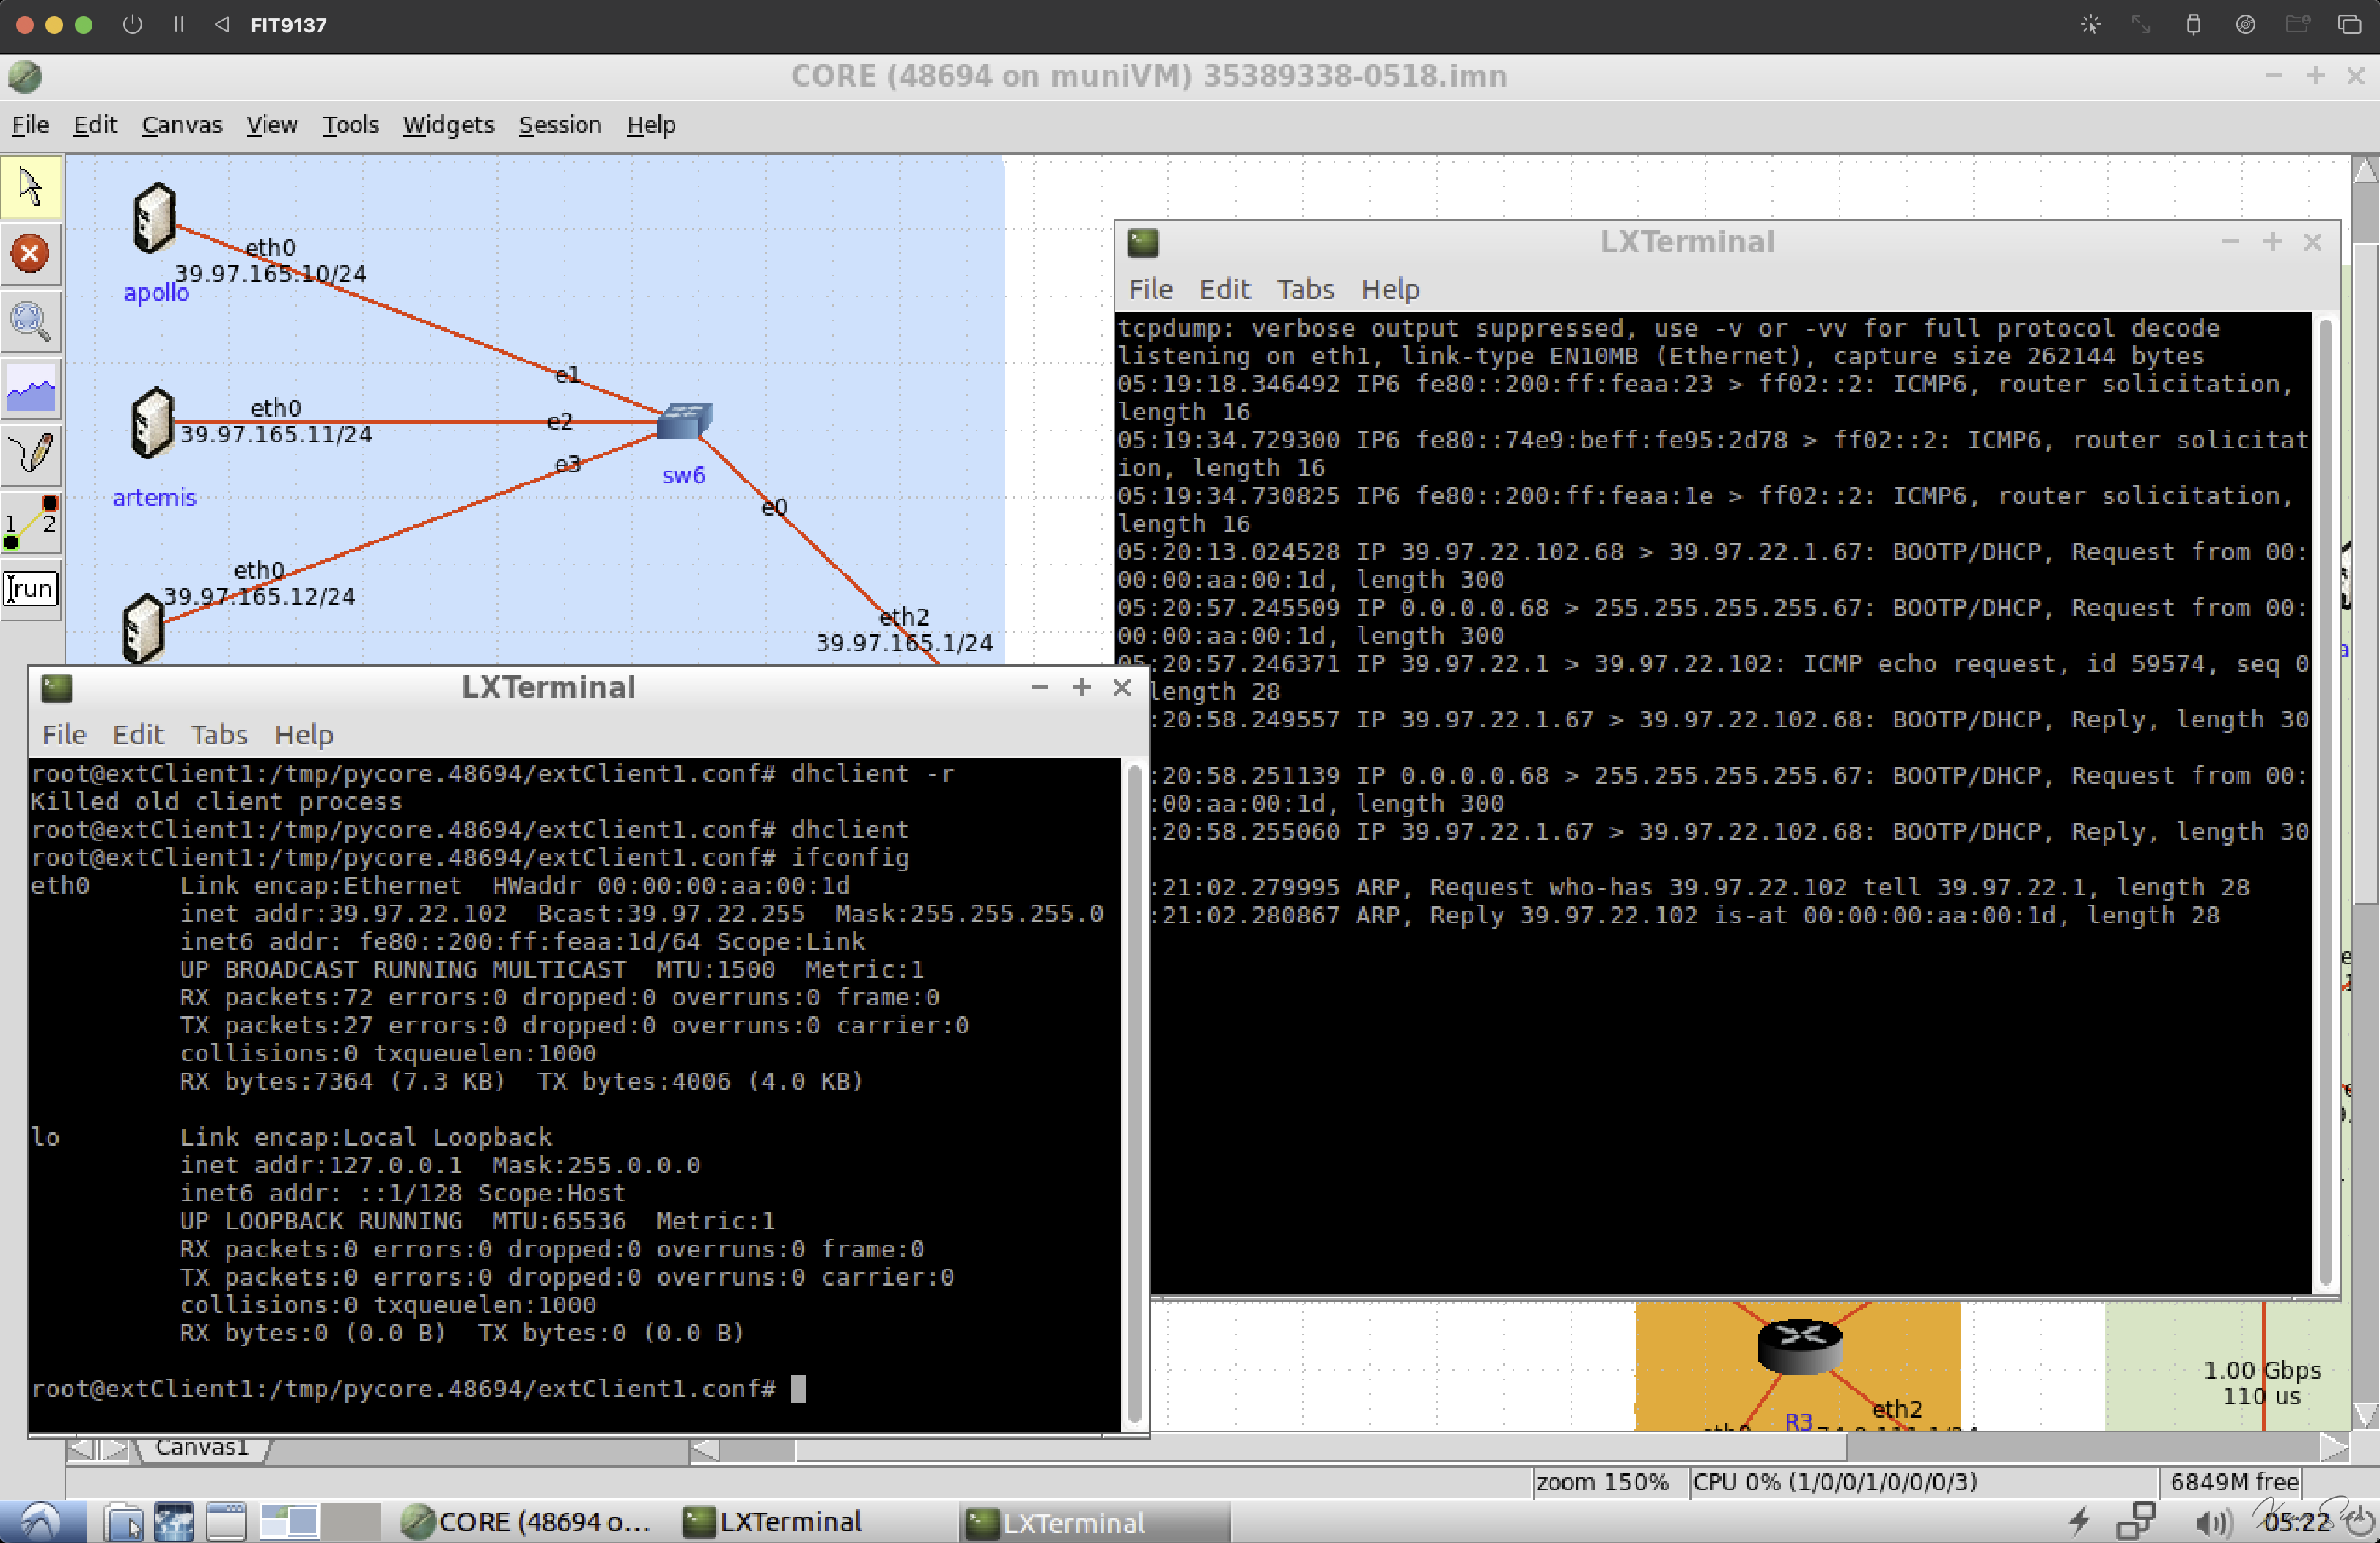 FIT9137
CORE (48694 on muniVM) 35389338-0518.imn
File Edit Canvas View Tools Widgets Session Help
eth0
39.97.165.10/24
apollo
e1
eth0
39.97.165.11/24
e2
artemis
e3
sw6
e0
eth0
39.97.165.12/24
eth2
39.97.165.1/24
1 2
run
LXTerminal
File Edit Tabs Help
tcpdump: verbose output suppressed, use -v or -vv for full protocol decode
listening on eth1, link-type EN10MB (Ethernet), capture size 262144 bytes
05:19:18.346492 IP6 fe80::200:ff:feaa:23 > ff02::2: ICMP6, router solicitation,
length 16
05:19:34.729300 IP6 fe80::74e9:beff:fe95:2d78 > ff02::2: ICMP6, router solicitat
ion, length 16
05:19:34.730825 IP6 fe80::200:ff:feaa:1e > ff02::2: ICMP6, router solicitation,
length 16
05:20:13.024528 IP 39.97.22.102.68 > 39.97.22.1.67: BOOTP/DHCP, Request from 00:
00:00:aa:00:1d, length 300
05:20:57.245509 IP 0.0.0.0.68 > 255.255.255.255.67: BOOTP/DHCP, Request from 00:
00:00:aa:00:1d, length 300
05:20:57.246371 IP 39.97.22.1 > 39.97.22.102: ICMP echo request, id 59574, seq 0
length 28
:20:58.249557 IP 39.97.22.1.67 > 39.97.22.102.68: BOOTP/DHCP, Reply, length 30
:20:58.251139 IP 0.0.0.0.68 > 255.255.255.255.67: BOOTP/DHCP, Request from 00:
:00:aa:00:1d, length 300
:20:58.255060 IP 39.97.22.1.67 > 39.97.22.102.68: BOOTP/DHCP, Reply, length 30
:21:02.279995 ARP, Request who-has 39.97.22.102 tell 39.97.22.1, length 28
:21:02.280867 ARP, Reply 39.97.22.102 is-at 00:00:00:aa:00:1d, length 28
LXTerminal
File Edit Tabs Help
root@extClient1:/tmp/pycore.48694/extClient1.conf# dhclient -r
Killed old client process
root@extClient1:/tmp/pycore.48694/extClient1.conf# dhclient
root@extClient1:/tmp/pycore.48694/extClient1.conf# ifconfig
eth0 Link encap:Ethernet HWaddr 00:00:00:aa:00:1d
inet addr:39.97.22.102 Bcast:39.97.22.255 Mask:255.255.255.0
inet6 addr: fe80::200:ff:feaa:1d/64 Scope:Link
UP BROADCAST RUNNING MULTICAST MTU:1500 Metric:1
RX packets:72 errors:0 dropped:0 overruns:0 frame:0
TX packets:27 errors:0 dropped:0 overruns:0 carrier:0
collisions:0 txqueuelen:1000
RX bytes:7364 (7.3 KB) TX bytes:4006 (4.0 KB)
lo Link encap:Local Loopback
inet addr:127.0.0.1 Mask:255.0.0.0
inet6 addr: ::1/128 Scope:Host
UP LOOPBACK RUNNING MTU:65536 Metric:1
RX packets:0 errors:0 dropped:0 overruns:0 frame:0
TX packets:0 errors:0 dropped:0 overruns:0 carrier:0
collisions:0 txqueuelen:1000
RX bytes:0 (0.0 B) TX bytes:0 (0.0 B)
root@extClient1:/tmp/pycore.48694/extClient1.conf#
1.00 Gbps
110 us
eth2
R3
Canvas1
zoom 150% CPU 0% (1/0/0/1/0/0/0/3) 6849M free
CORE (48694 o... LXTerminal LXTerminal 05:22